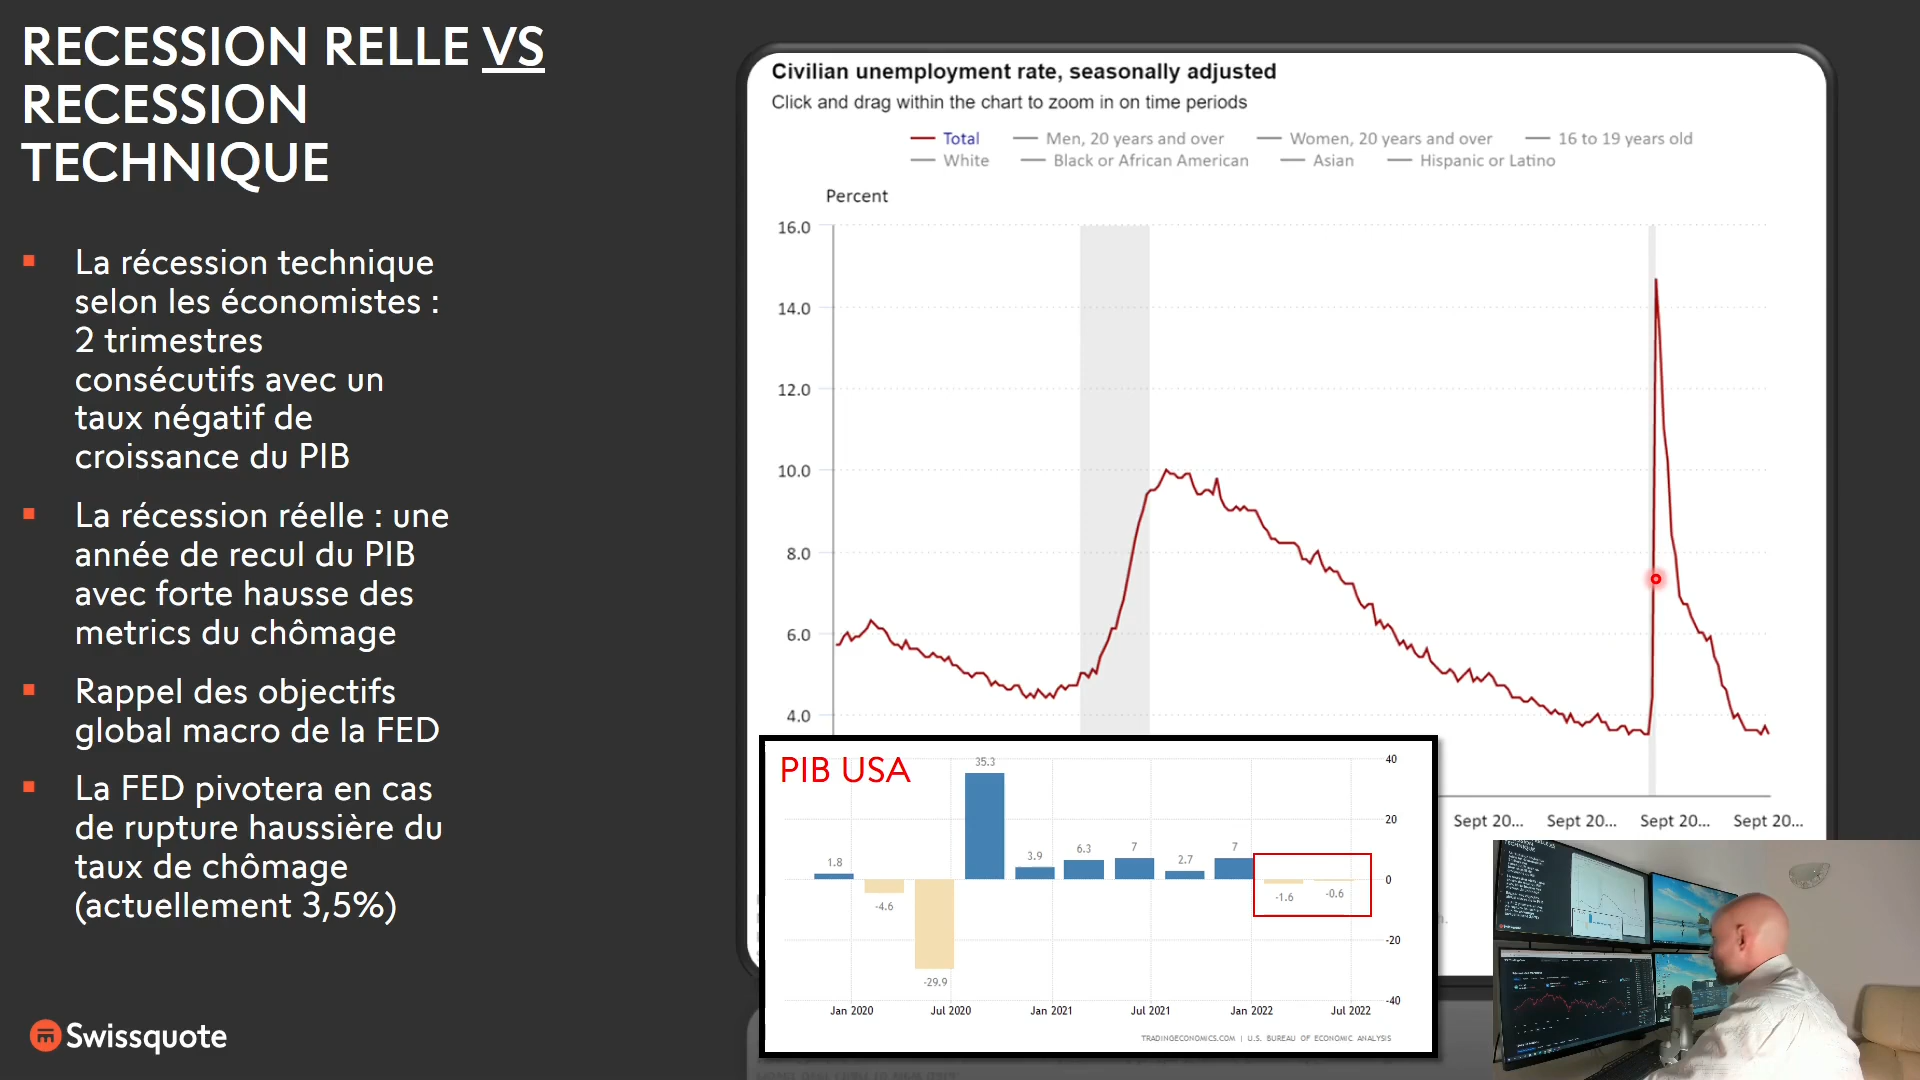 RECESSION RELLE VS
RECESSION
TECHNIQUE
La récession technique
selon les économistes :
2 trimestres
consécutifs avec un
taux négatif de
croissance du PIB
La récession réelle : une
année de recul du PIB
avec forte hausse des
metrics du chômage
Rappel des objectifs
global macro de la FED
La FED pivotera en cas
de rupture haussière du
taux de chômage
(actuellement 3,5%)
Swissquote
Civilian unemployment rate, seasonally adjusted
Click and drag within the chart to zoom in on time periods
Total Men, 20 years and over Women, 20 years and over 16 to 19 years old
White Black or African American Asian Hispanic or Latino
Percent
16.0
14.0
12.0
10.0
8.0
6.0
4.0
Sept 20... Sept 20... Sept 20... Sept 20...
PIB USA
35.3
1.8
-4.6
-29.9
3.9
6.3
7
2.7
7
-1.6
-0.6
40
20
0
-20
-40
Jan 2020 Jul 2020 Jan 2021 Jul 2021 Jan 2022 Jul 2022
TRADINGECONOMICS.COM | U.S. BUREAU OF ECONOMIC ANALYSIS